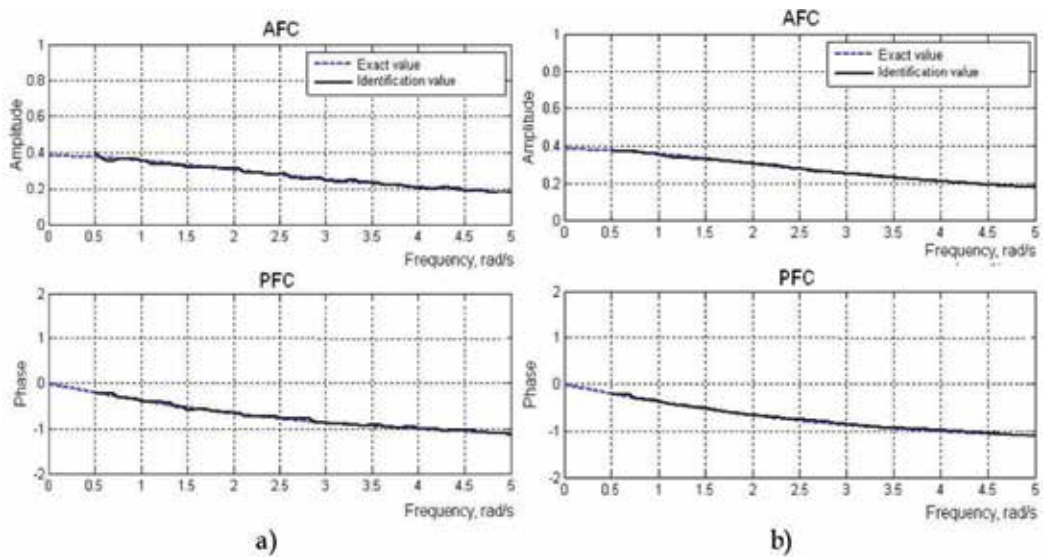 AFC
1
0.8
0.6
0.4
0.2
0
Amplitude
Exact value
Identification value
0 0.5 1 1.5 2 2.5 3 3.5 4 4.5 5
Frequency, rad/s
PFC
2
1
0
-1
-2
Phase
0 0.5 1 1.5 2 2.5 3 3.5 4 4.5 5
Frequency, rad/s
a)
AFC
1
0.8
0.6
0.4
0.2
0
Amplitude
Exact value
Identification value
0 0.5 1 1.5 2 2.5 3 3.5 4 4.5 5
Frequency, rad/s
PFC
2
1
0
-1
-2
Phase
0 0.5 1 1.5 2 2.5 3 3.5 4 4.5 5
Frequency, rad/s
b)